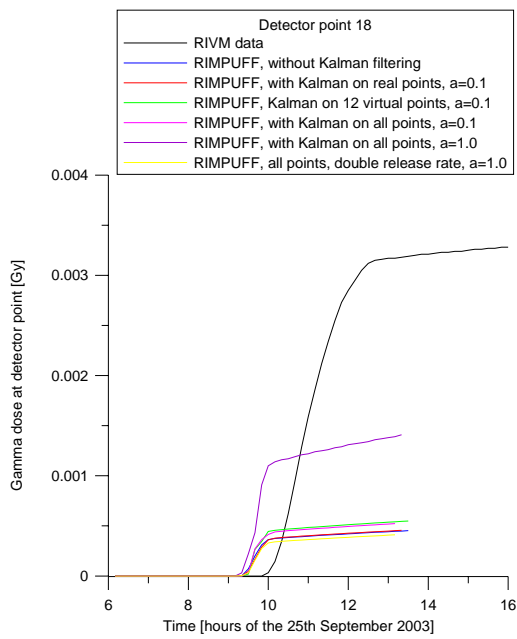 Detector point 18
RIVM data
RIMPUFF, without Kalman filtering
RIMPUFF, with Kalman on real points, a=0.1
RIMPUFF, Kalman on 12 virtual points, a=0.1
RIMPUFF, with Kalman on all points, a=0.1
RIMPUFF, with Kalman on all points, a=1.0
RIMPUFF, all points, double release rate, a=1.0
0.004
0.003
0.002
0.001
0
Gamma dose at detector point [Gy]
6 8 10 12 14 16
Time [hours of the 25th September 2003]